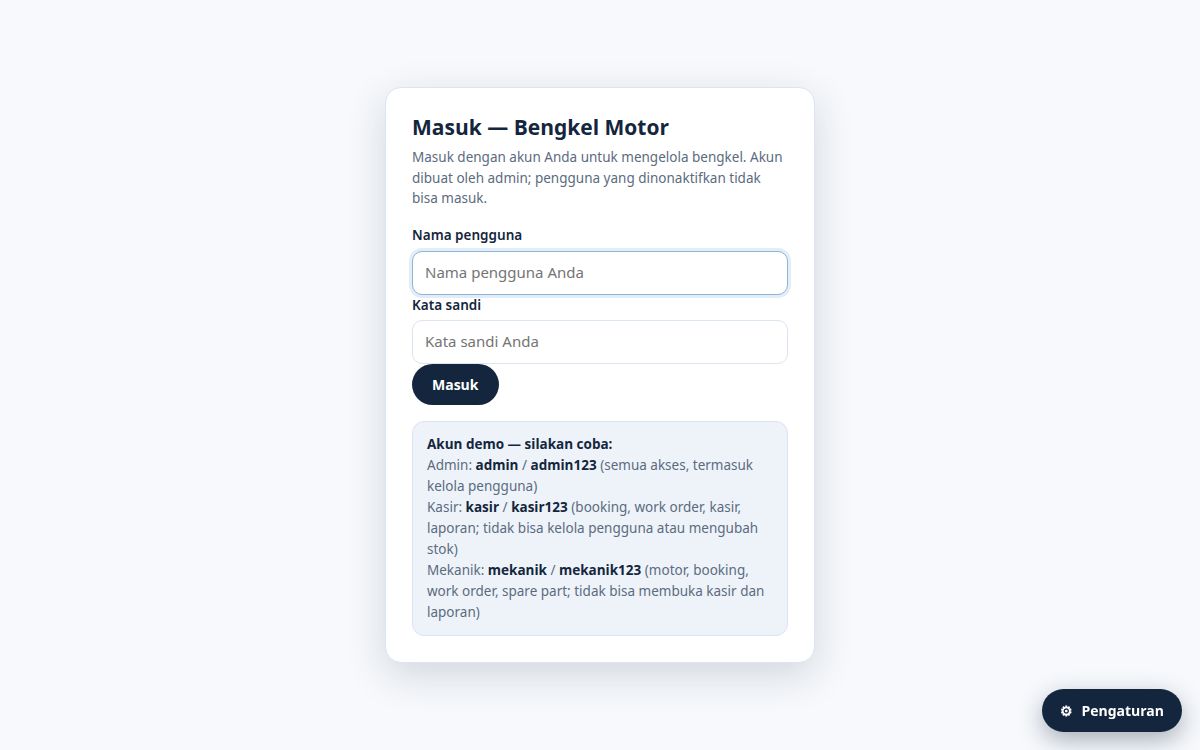 Masuk — Bengkel Motor
Masuk dengan akun Anda untuk mengelola bengkel. Akun
dibuat oleh admin; pengguna yang dinonaktifkan tidak
bisa masuk.
Nama pengguna
Nama pengguna Anda
Kata sandi
Kata sandi Anda
Masuk
Akun demo — silakan coba:
Admin: admin / admin123 (semua akses, termasuk
kelola pengguna)
Kasir: kasir / kasir123 (booking, work order, kasir,
laporan; tidak bisa kelola pengguna atau mengubah
stok)
Mekanik: mekanik / mekanik123 (motor, booking,
work order, spare part; tidak bisa membuka kasir dan
laporan)
⚙ Pengaturan